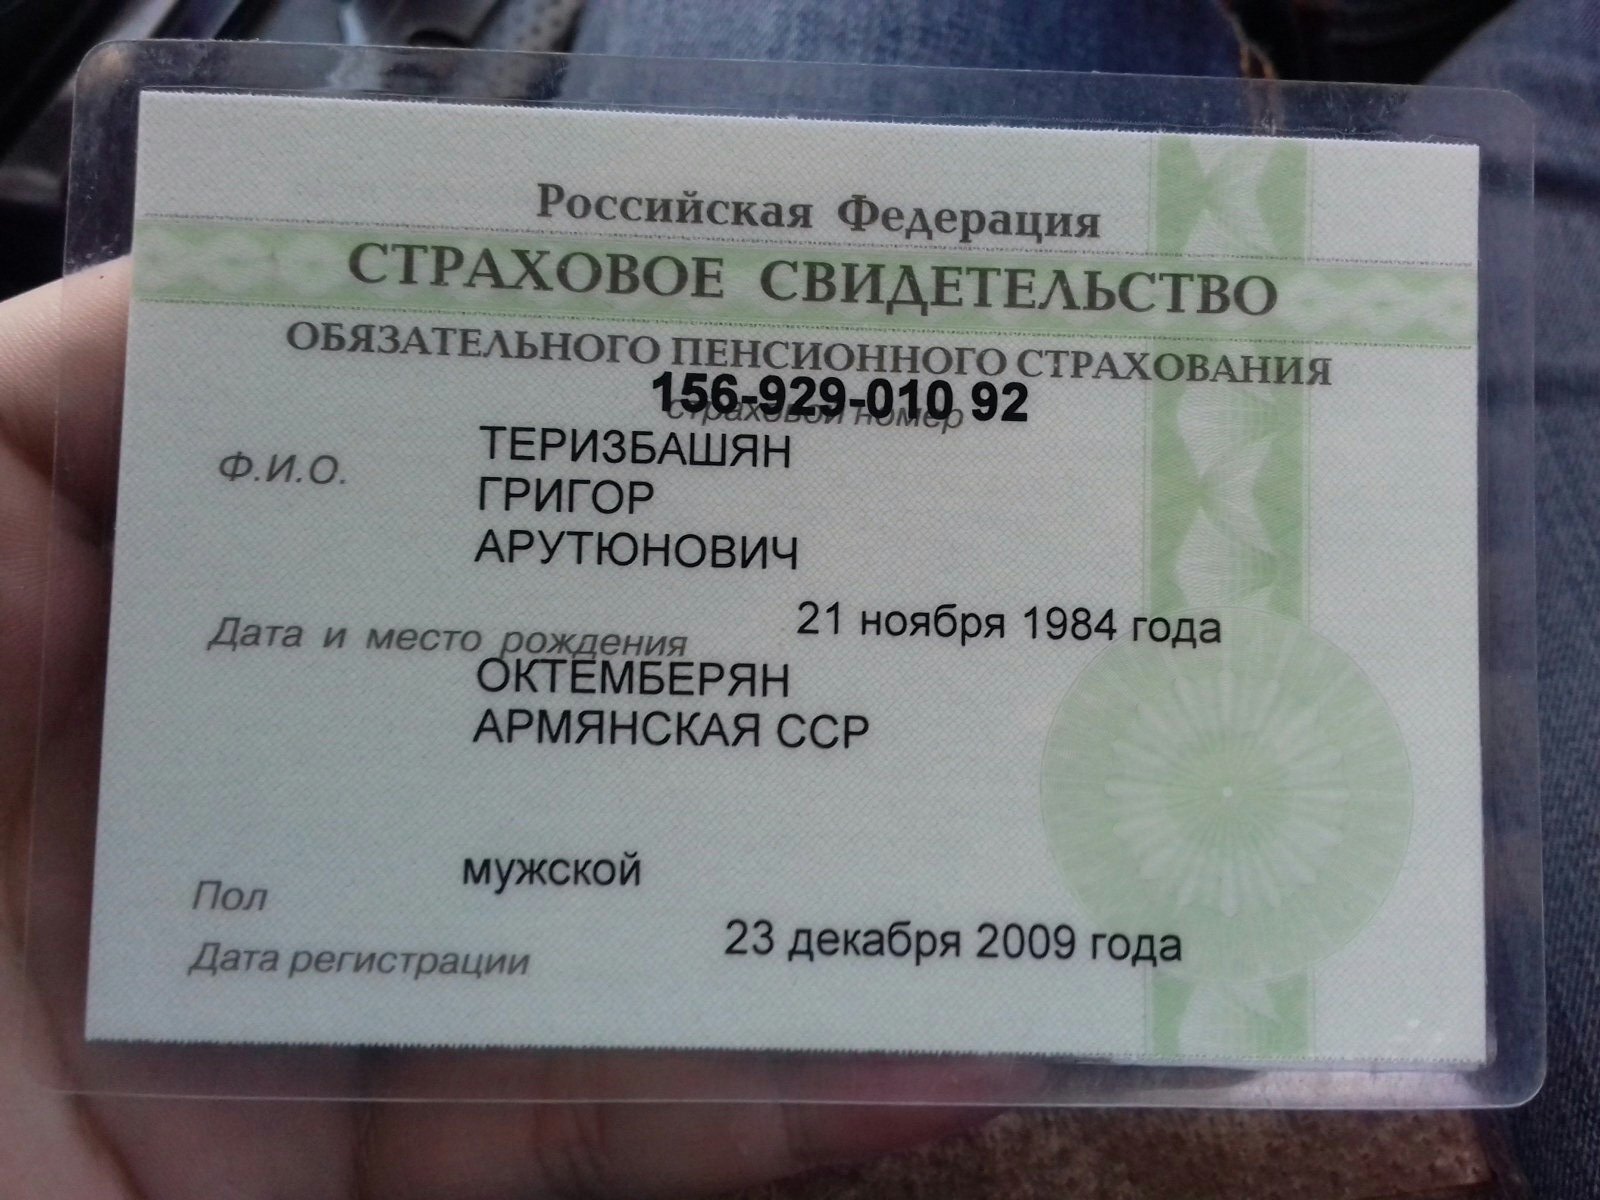 Российская Федерация
СТРАХОВОЕ СВИДЕТЕЛЬСТВО
ОБЯЗАТЕЛЬНОГО ПЕНСИОННОГО СТРАХОВАНИЯ
156-929-010 92
страховой номер
Ф.И.О.
ТЕРИЗБАШЯН
ГРИГОР
АРУТЮНОВИЧ
Дата и место рождения 21 ноября 1984 года
ОКТЕМБЕРЯН
АРМЯНСКАЯ ССР
Пол мужской
Дата регистрации 23 декабря 2009 года